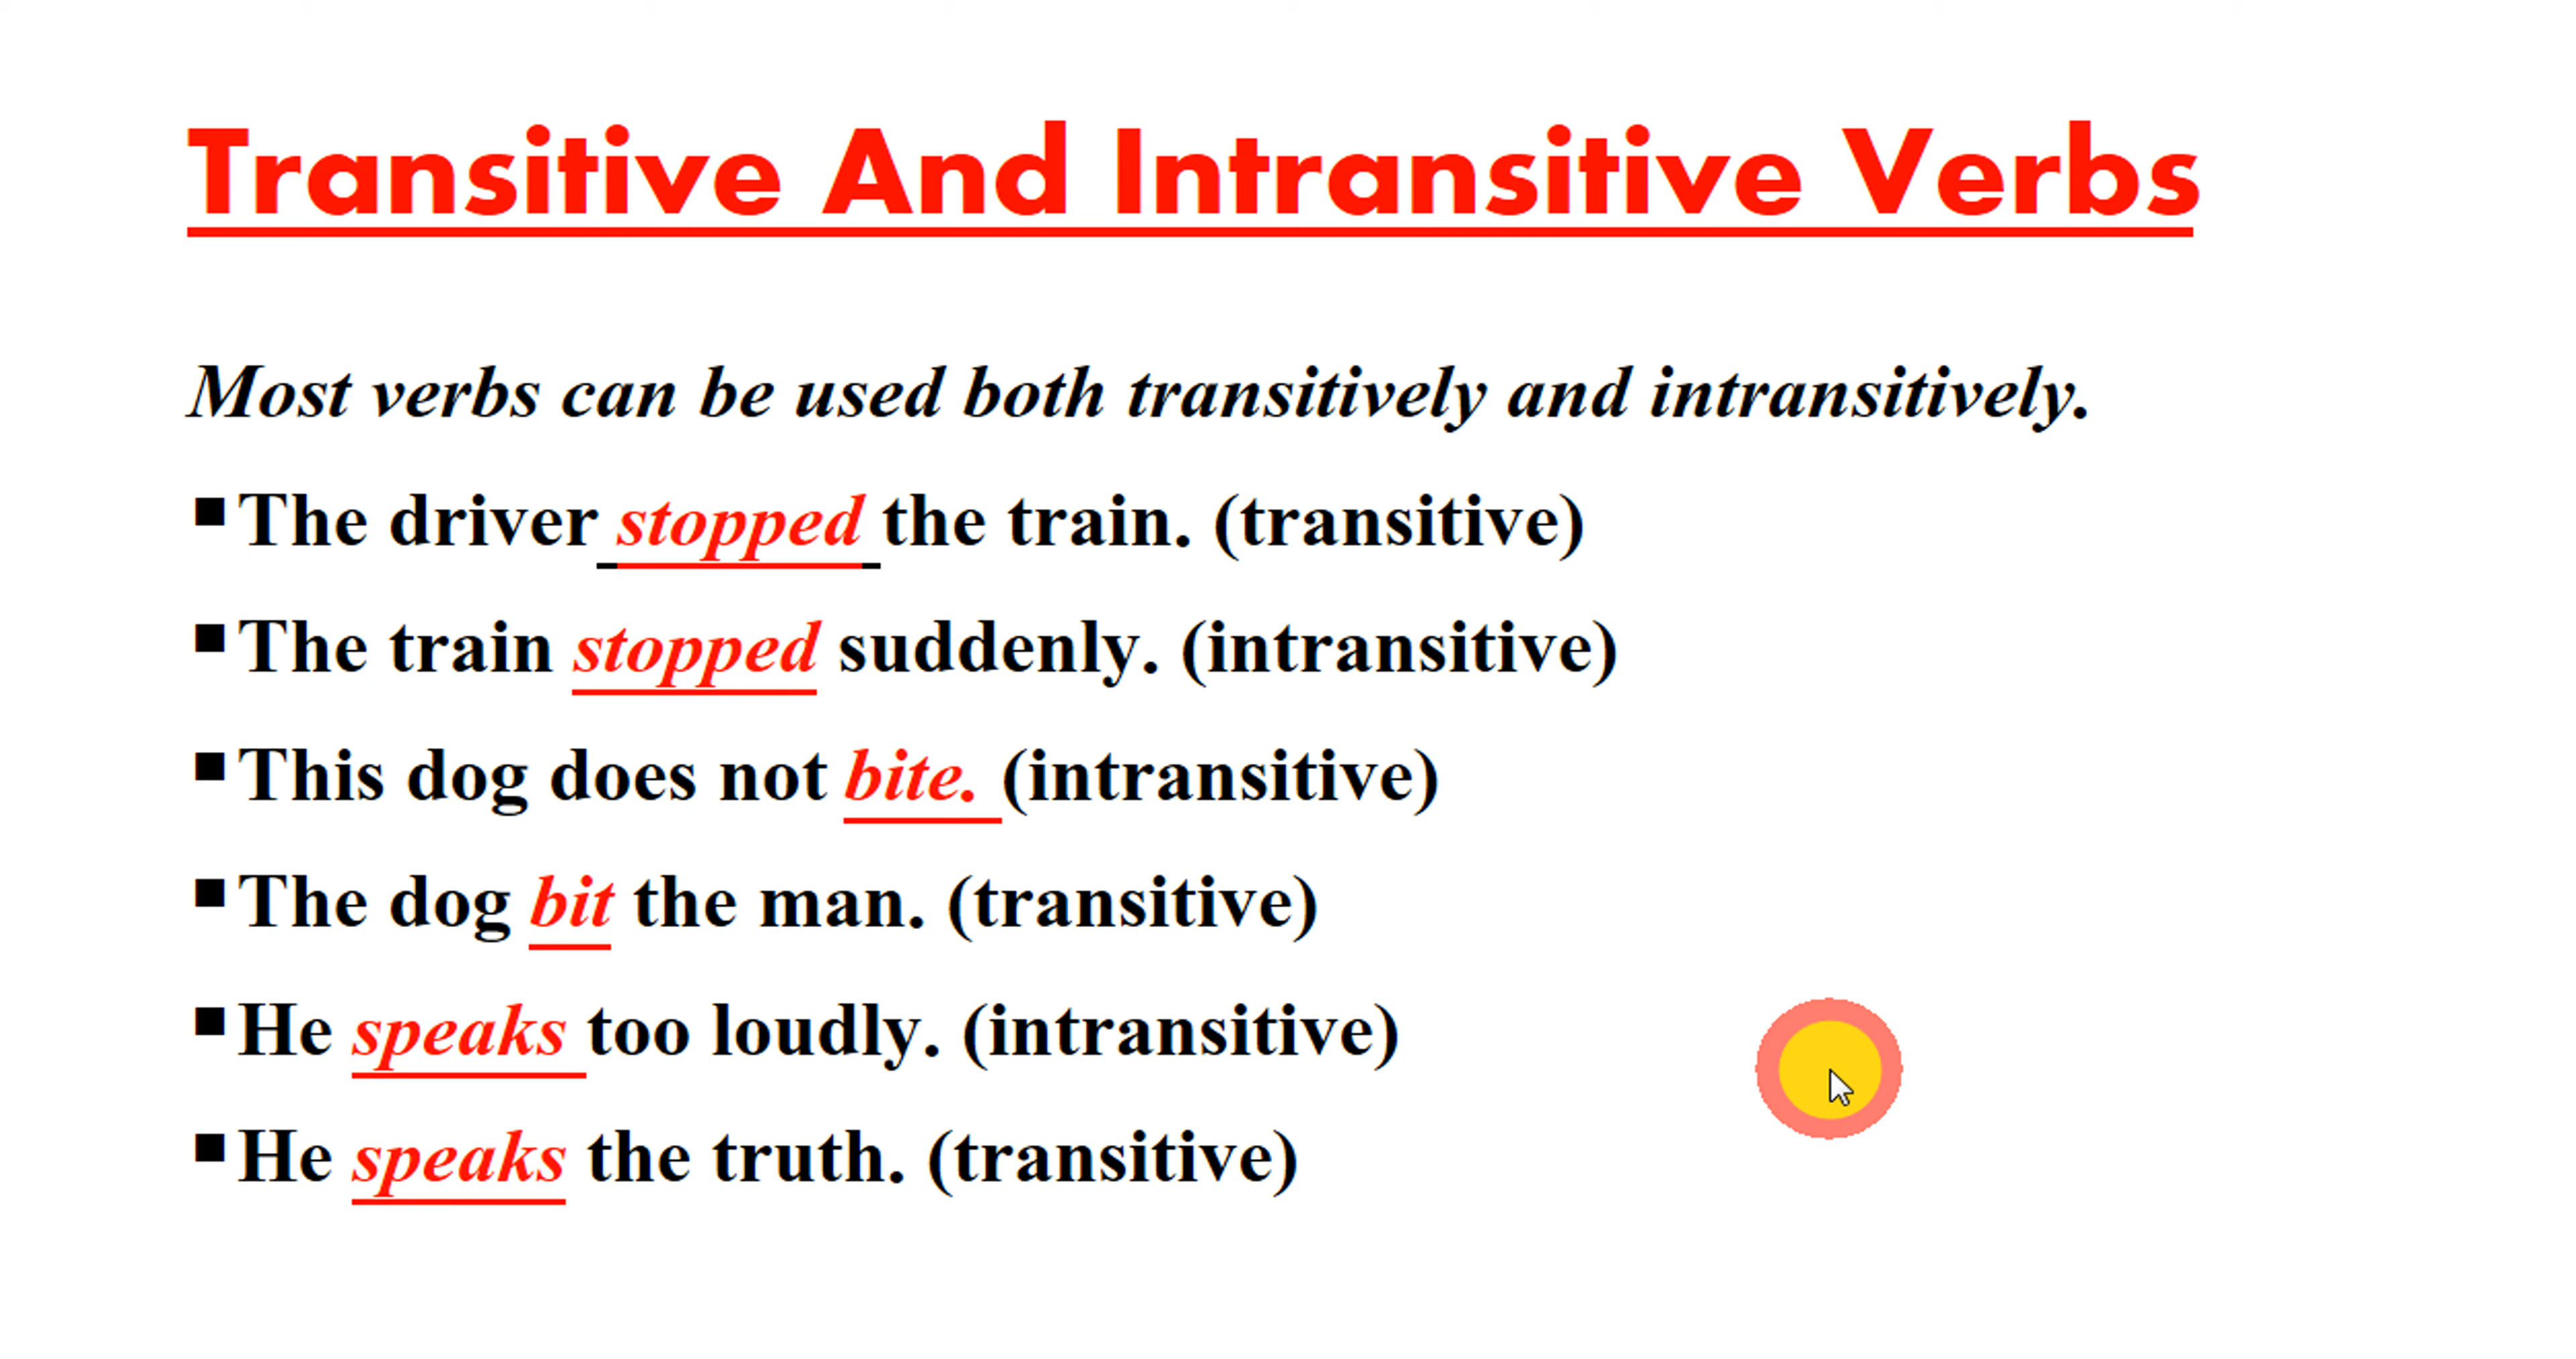 Transitive And Intransitive Verbs
Most verbs can be used both transitively and intransitively.
▪The driver stopped the train. (transitive)
▪The train stopped suddenly. (intransitive)
▪This dog does not bite. (intransitive)
▪The dog bit the man. (transitive)
▪He speaks too loudly. (intransitive)
▪He speaks the truth. (transitive)